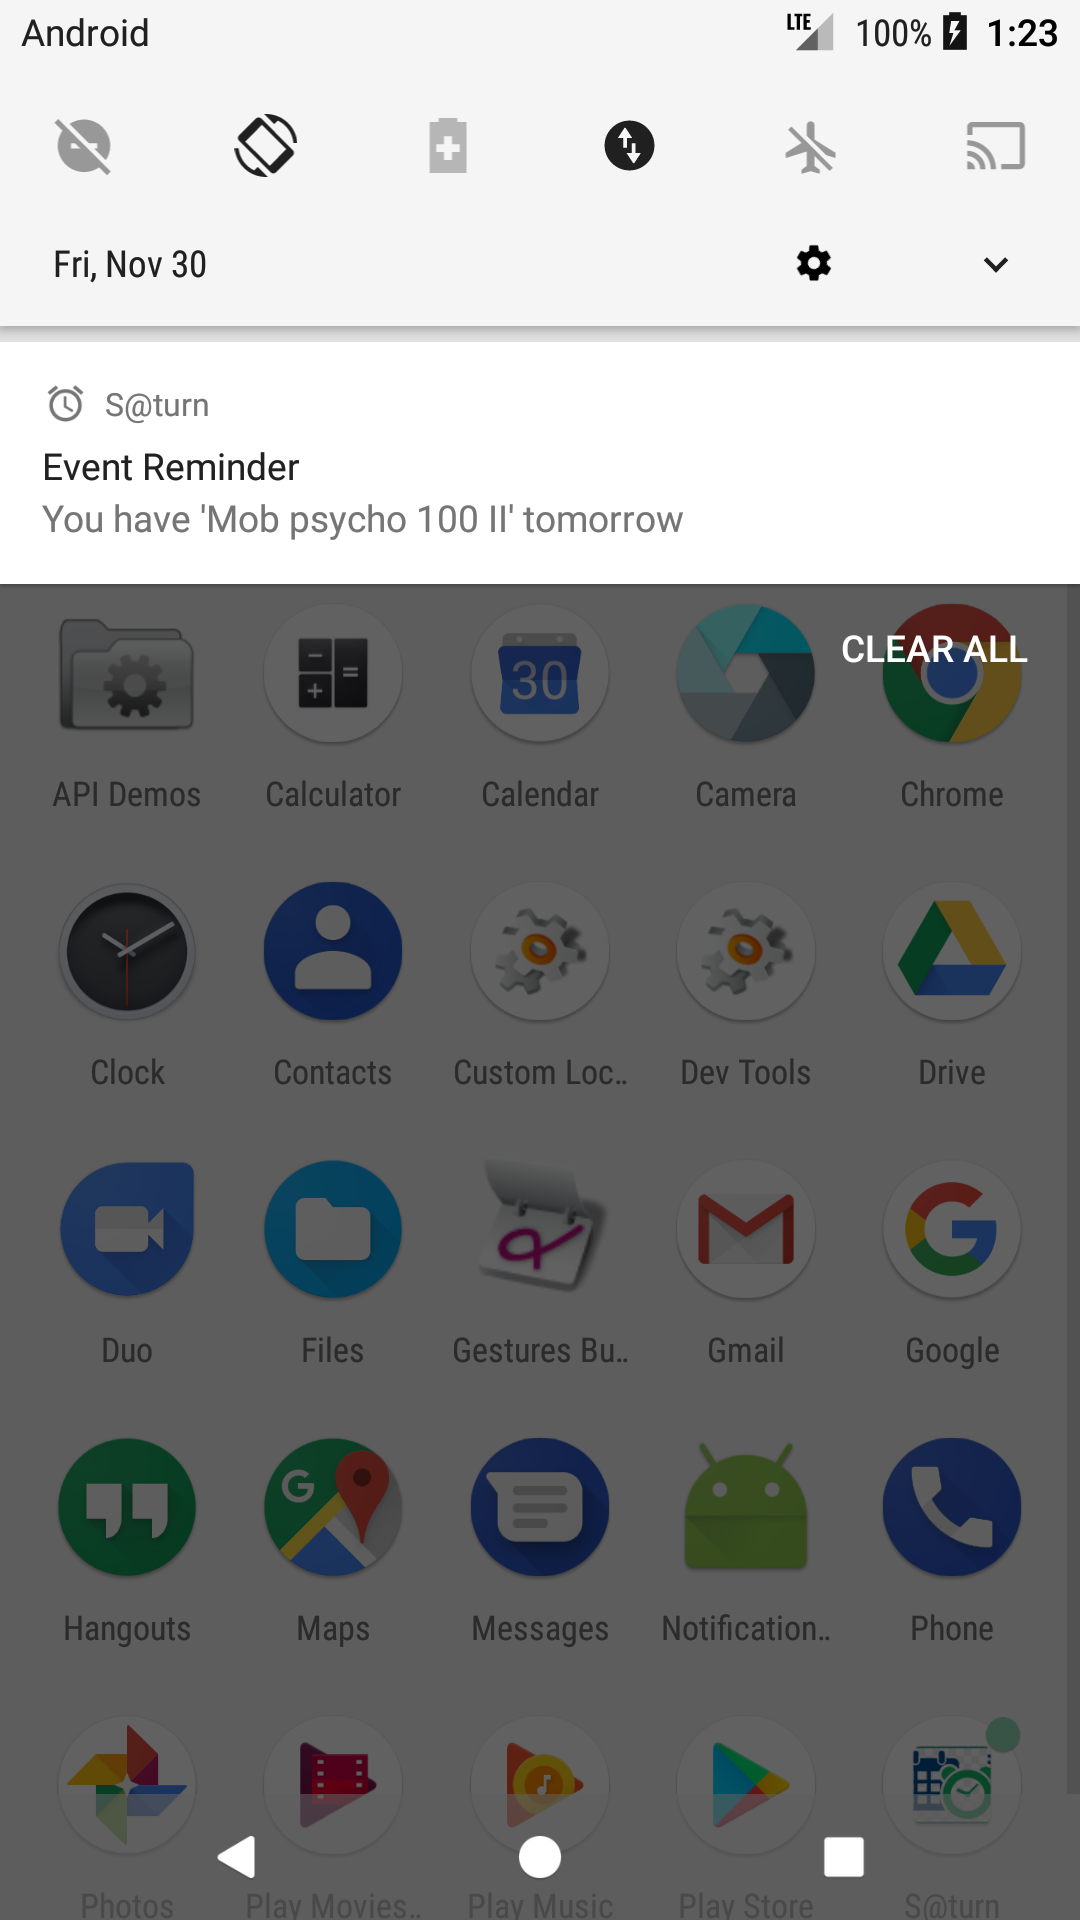 Android LTE 100% 1:23
Fri, Nov 30
S@turn
Event Reminder
You have 'Mob psycho 100 II' tomorrow
CLEAR ALL
30
API Demos Calculator Calendar Camera Chrome
Clock Contacts Custom Loc… Dev Tools Drive
Duo Files Gestures Bu… Gmail Google
Hangouts Maps Messages Notification… Phone
Photos Play Movies… Play Music Play Store S@turn